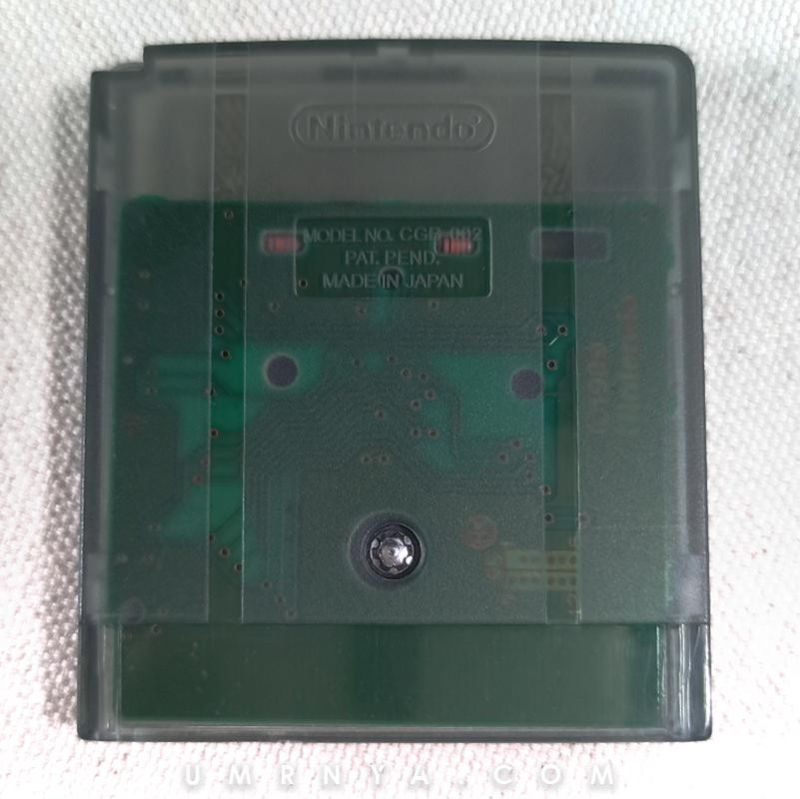 Nintendo
MODEL NO. CGB-002
PAT. PEND.
MADE IN JAPAN
UMRNYA.COM